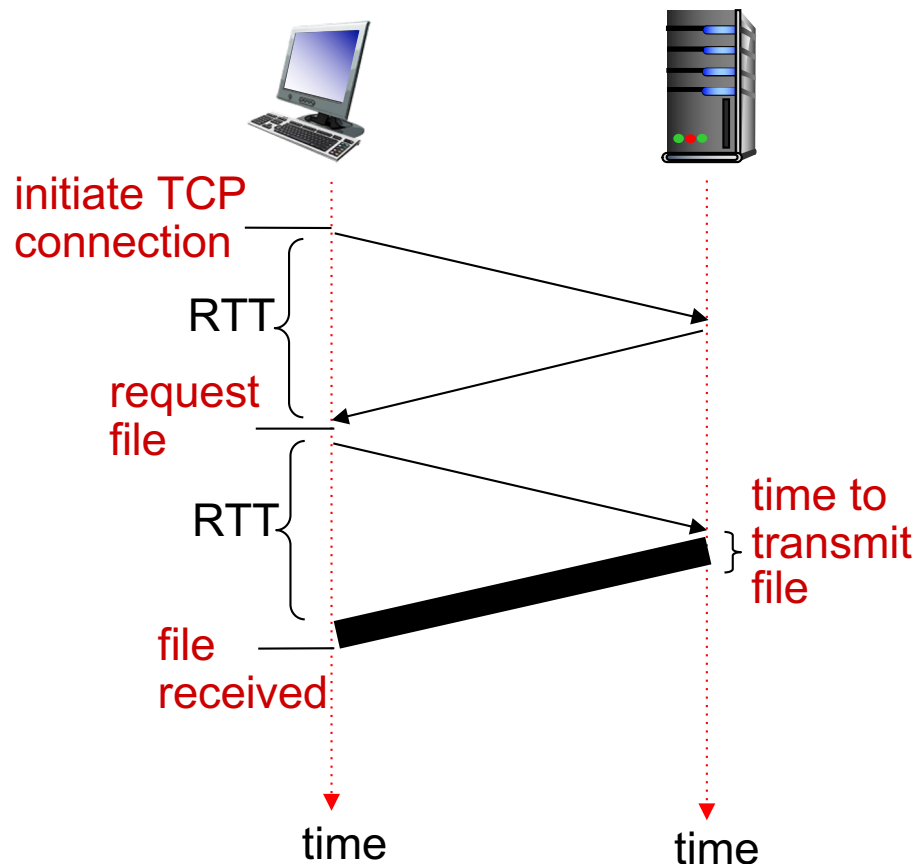 initiate TCP
connection
RTT
request
file
RTT
time to
transmit
file
file
received
time
time